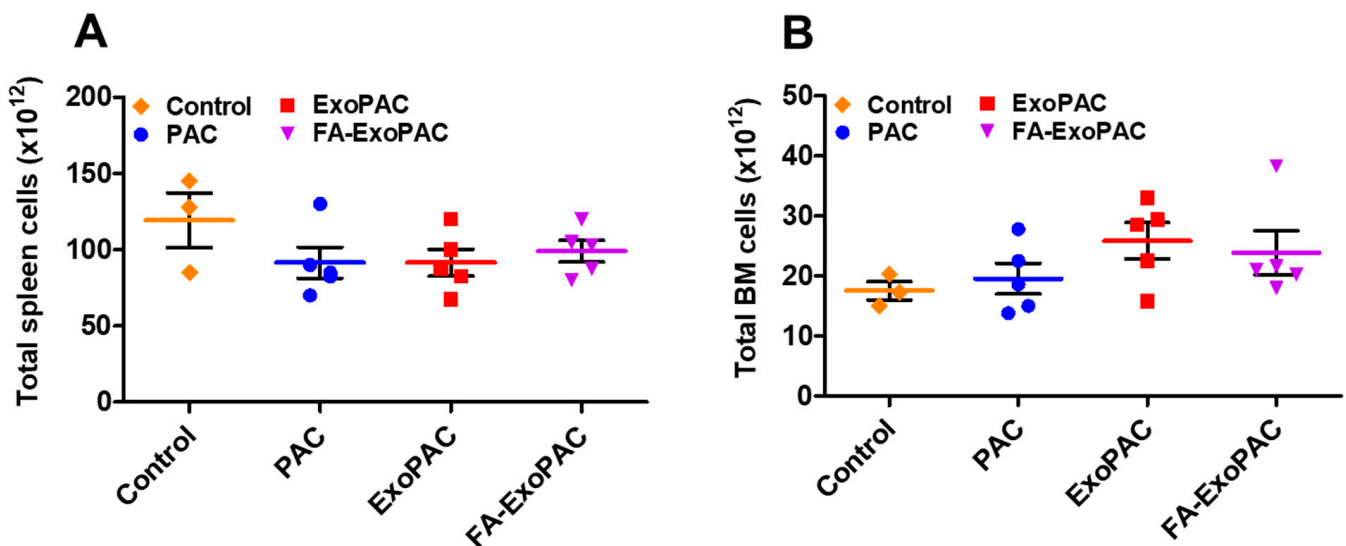 A
Total spleen cells (x10¹²)
200
150
100
50
0
Control
ExoPAC
PAC
FA-ExoPAC
Control
PAC
ExoPAC
FA-ExoPAC
B
Total BM cells (x10¹²)
50
40
30
20
10
0
Control
ExoPAC
PAC
FA-ExoPAC
Control
PAC
ExoPAC
FA-ExoPAC